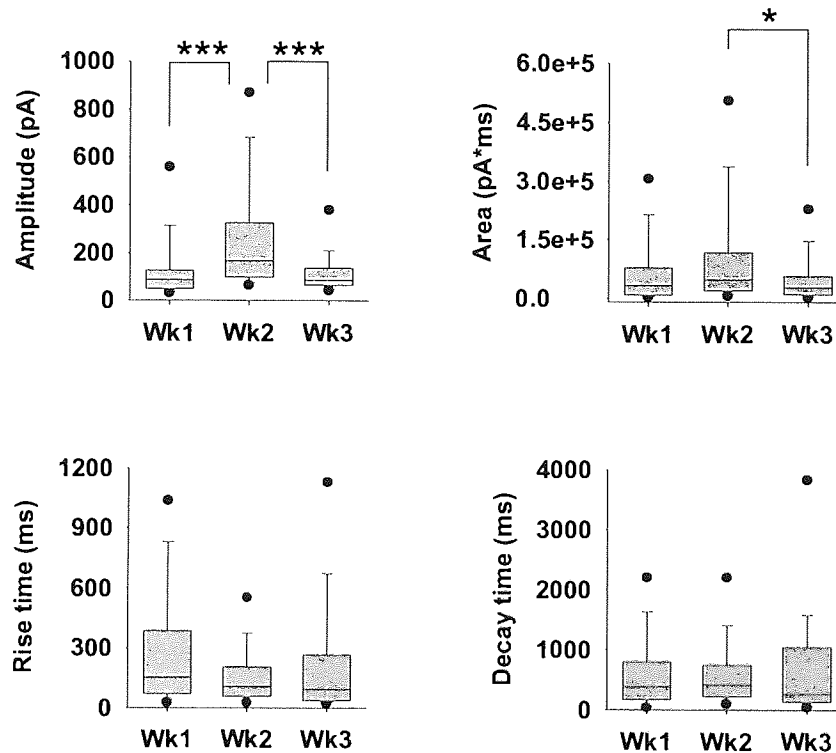 *** ***
Amplitude (pA)
1000
800
600
400
200
0
Wk1 Wk2 Wk3
*
Area (pA*ms)
6.0e+5
4.5e+5
3.0e+5
1.5e+5
0.0
Wk1 Wk2 Wk3
Rise time (ms)
1200
900
600
300
0
Wk1 Wk2 Wk3
Decay time (ms)
4000
3000
2000
1000
0
Wk1 Wk2 Wk3